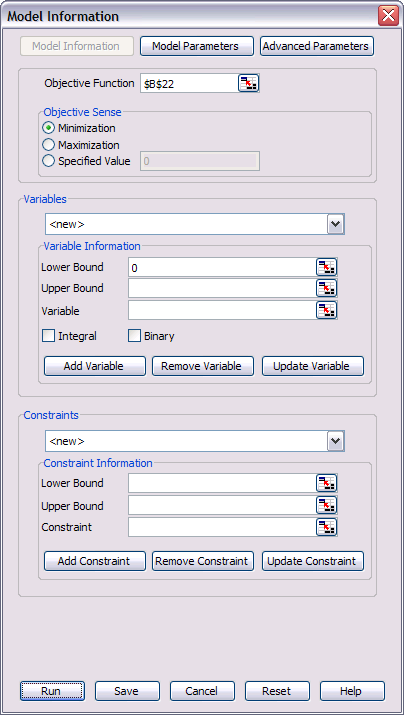 Model Information
Model Information Model Parameters Advanced Parameters
Objective Function $B$22
Objective Sense
Minimization
Maximization
Specified Value 0
Variables
<new>
Variable Information
Lower Bound 0
Upper Bound
Variable
Integral Binary
Add Variable Remove Variable Update Variable
Constraints
<new>
Constraint Information
Lower Bound
Upper Bound
Constraint
Add Constraint Remove Constraint Update Constraint
Run Save Cancel Reset Help